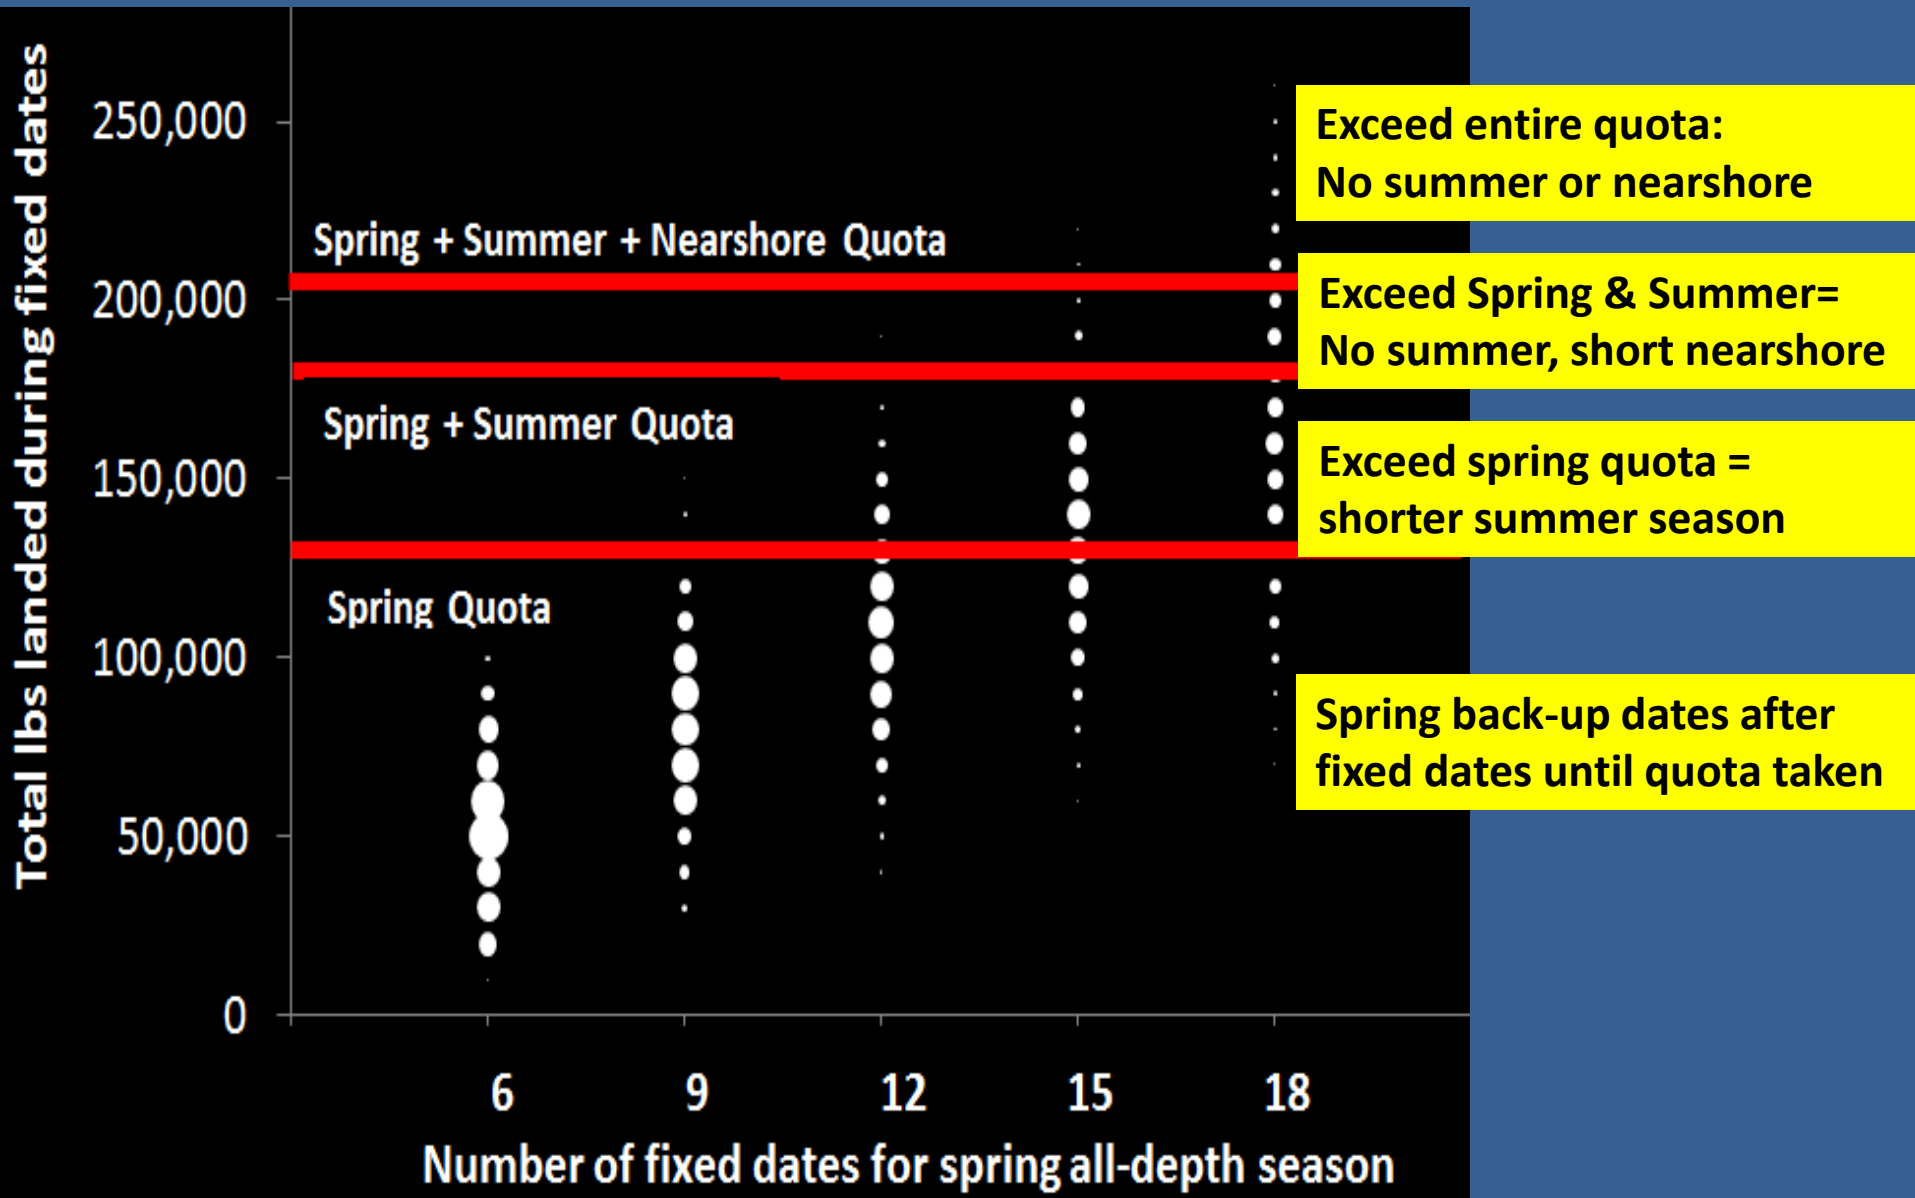 Total lbs landed during fixed dates
250,000
200,000
150,000
100,000
50,000
0
Spring + Summer + Nearshore Quota
Spring + Summer Quota
Spring Quota
Exceed entire quota:
No summer or nearshore
Exceed Spring & Summer=
No summer, short nearshore
Exceed spring quota =
shorter summer season
Spring back-up dates after
fixed dates until quota taken
6 9 12 15 18
Number of fixed dates for spring all-depth season